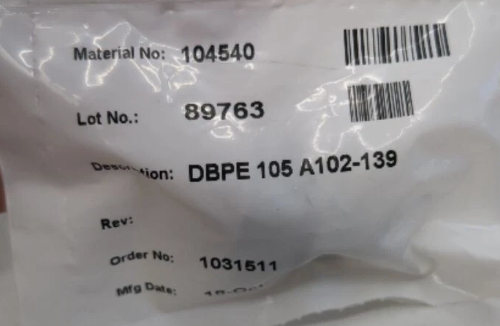 Material No: 104540
Lot No.: 89763
Description: DBPE 105 A102-139
Rev:
Order No: 1031511
Mfg Date: